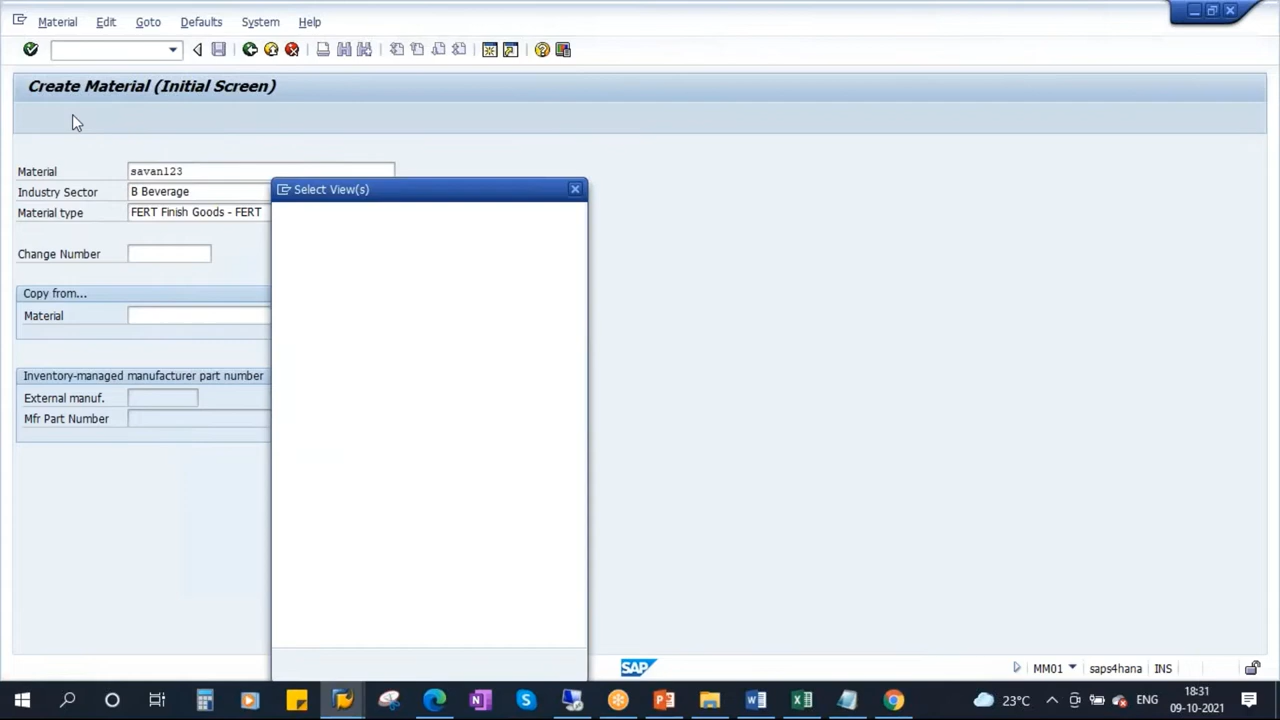 Material Edit Goto Defaults System Help
Create Material (Initial Screen)
Material savan123
Industry Sector B Beverage
Material type FERT Finish Goods - FERT
Change Number
Copy from...
Material
Inventory-managed manufacturer part number
External manuf.
Mfr Part Number
Select View(s)
SAP
MM01 saps4hana INS
23°C ENG
18:31
09-10-2021